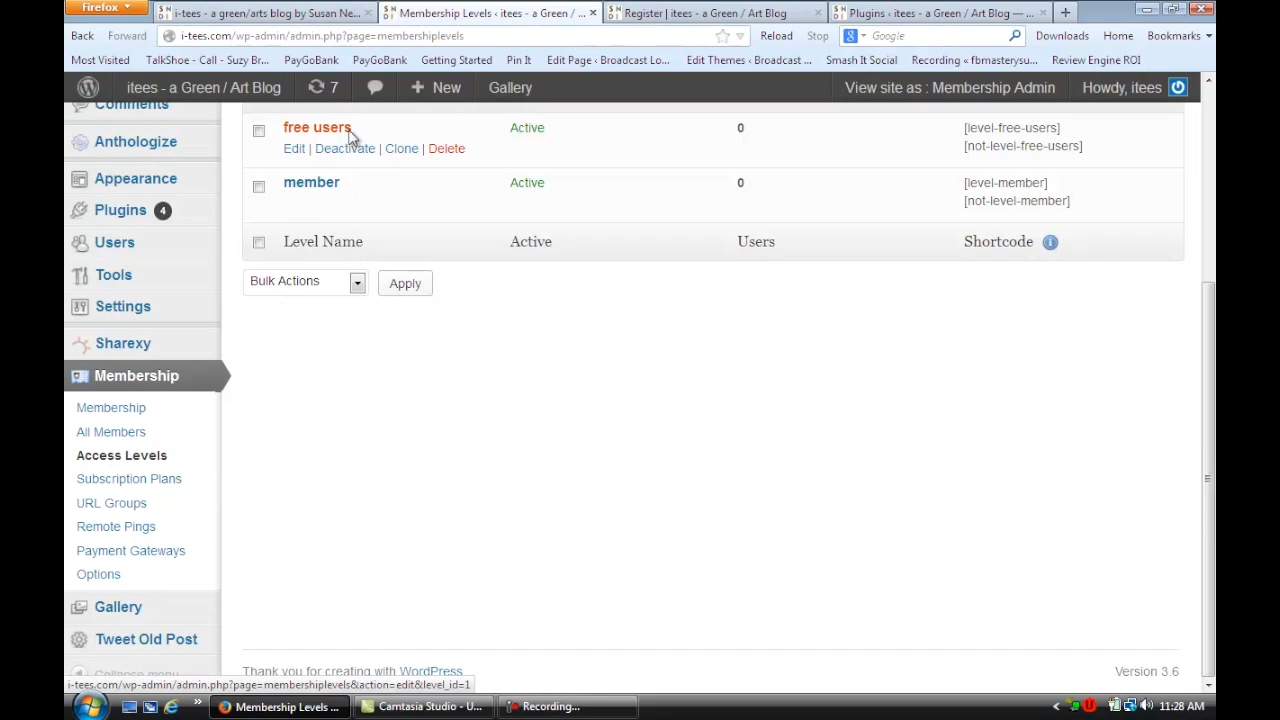 Firefox
i-tees - a green/arts blog by Susan Ne...
Membership Levels ‹ itees - a Green / ...
Register | itees - a Green / Art Blog
Plugins ‹ itees - a Green / Art Blog — ...
Back
Forward
i-tees.com/wp-admin/admin.php?page=membershiplevels
Google
Reload
Stop
Downloads
Home
Bookmarks
Most Visited
TalkShoe - Call - Suzy Br...
PayGoBank
PayGoBank
Getting Started
Pin It
Edit Page ‹ Broadcast Lo...
Edit Themes ‹ Broadcast ...
Smash It Social
Recording « fbmasterysu...
Review Engine ROI
itees - a Green / Art Blog
7
+ New
Gallery
View site as : Membership Admin
Howdy, itees
Comments
Anthologize
Appearance
Plugins 4
Users
Tools
Settings
Sharexy
Membership
Membership
All Members
Access Levels
Subscription Plans
URL Groups
Remote Pings
Payment Gateways
Options
Gallery
Tweet Old Post
Collapse menu
free users
Active
0
[level-free-users]
[not-level-free-users]
Edit | Deactivate | Clone | Delete
member
Active
0
[level-member]
[not-level-member]
Level Name
Active
Users
Shortcode
Bulk Actions
Apply
Thank you for creating with WordPress
Version 3.6
i-tees.com/wp-admin/admin.php?page=membershiplevels&action=edit&level_id=1
Membership Levels ...
Camtasia Studio - U...
Recording...
11:28 AM